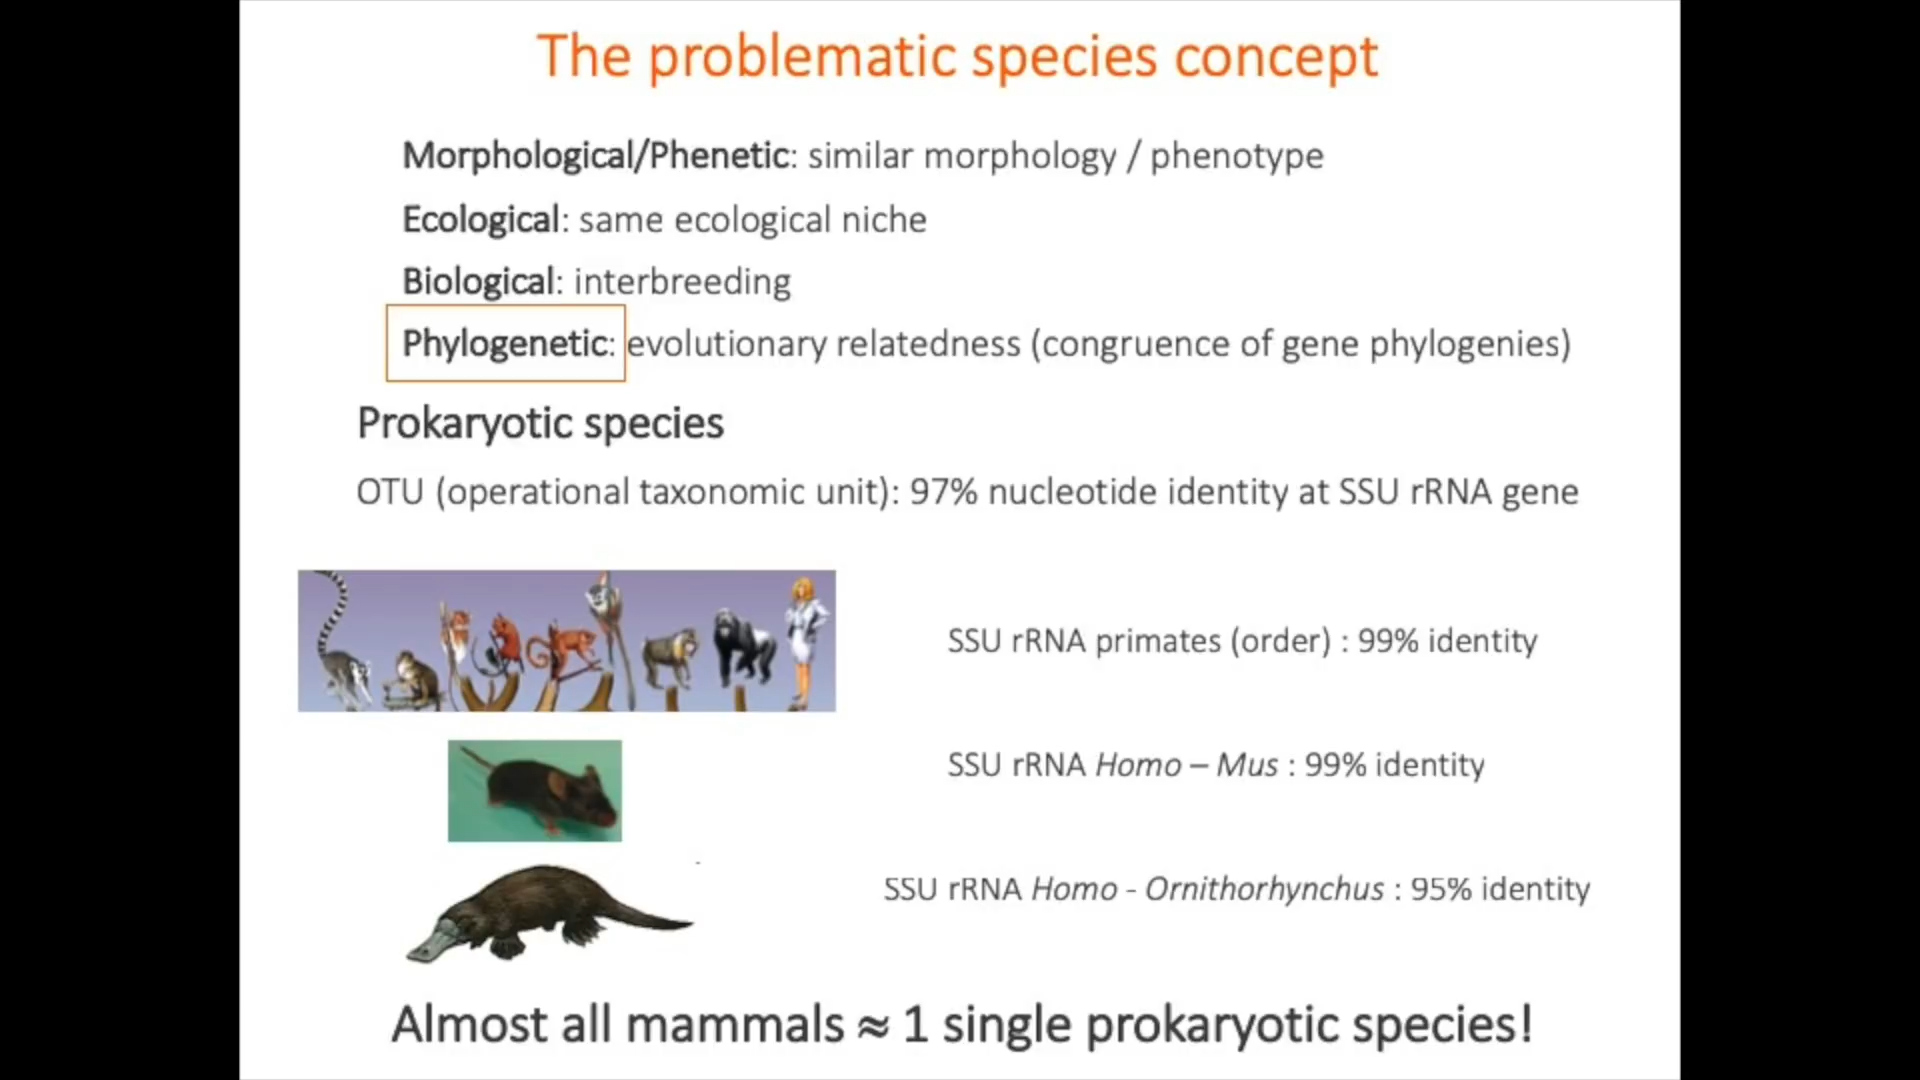 The problematic species concept
Morphological/Phenetic: similar morphology / phenotype
Ecological: same ecological niche
Biological: interbreeding
Phylogenetic: evolutionary relatedness (congruence of gene phylogenies)
Prokaryotic species
OTU (operational taxonomic unit): 97% nucleotide identity at SSU rRNA gene
SSU rRNA primates (order) : 99% identity
SSU rRNA Homo – Mus : 99% identity
SSU rRNA Homo - Ornithorhynchus : 95% identity
Almost all mammals ≈ 1 single prokaryotic species!